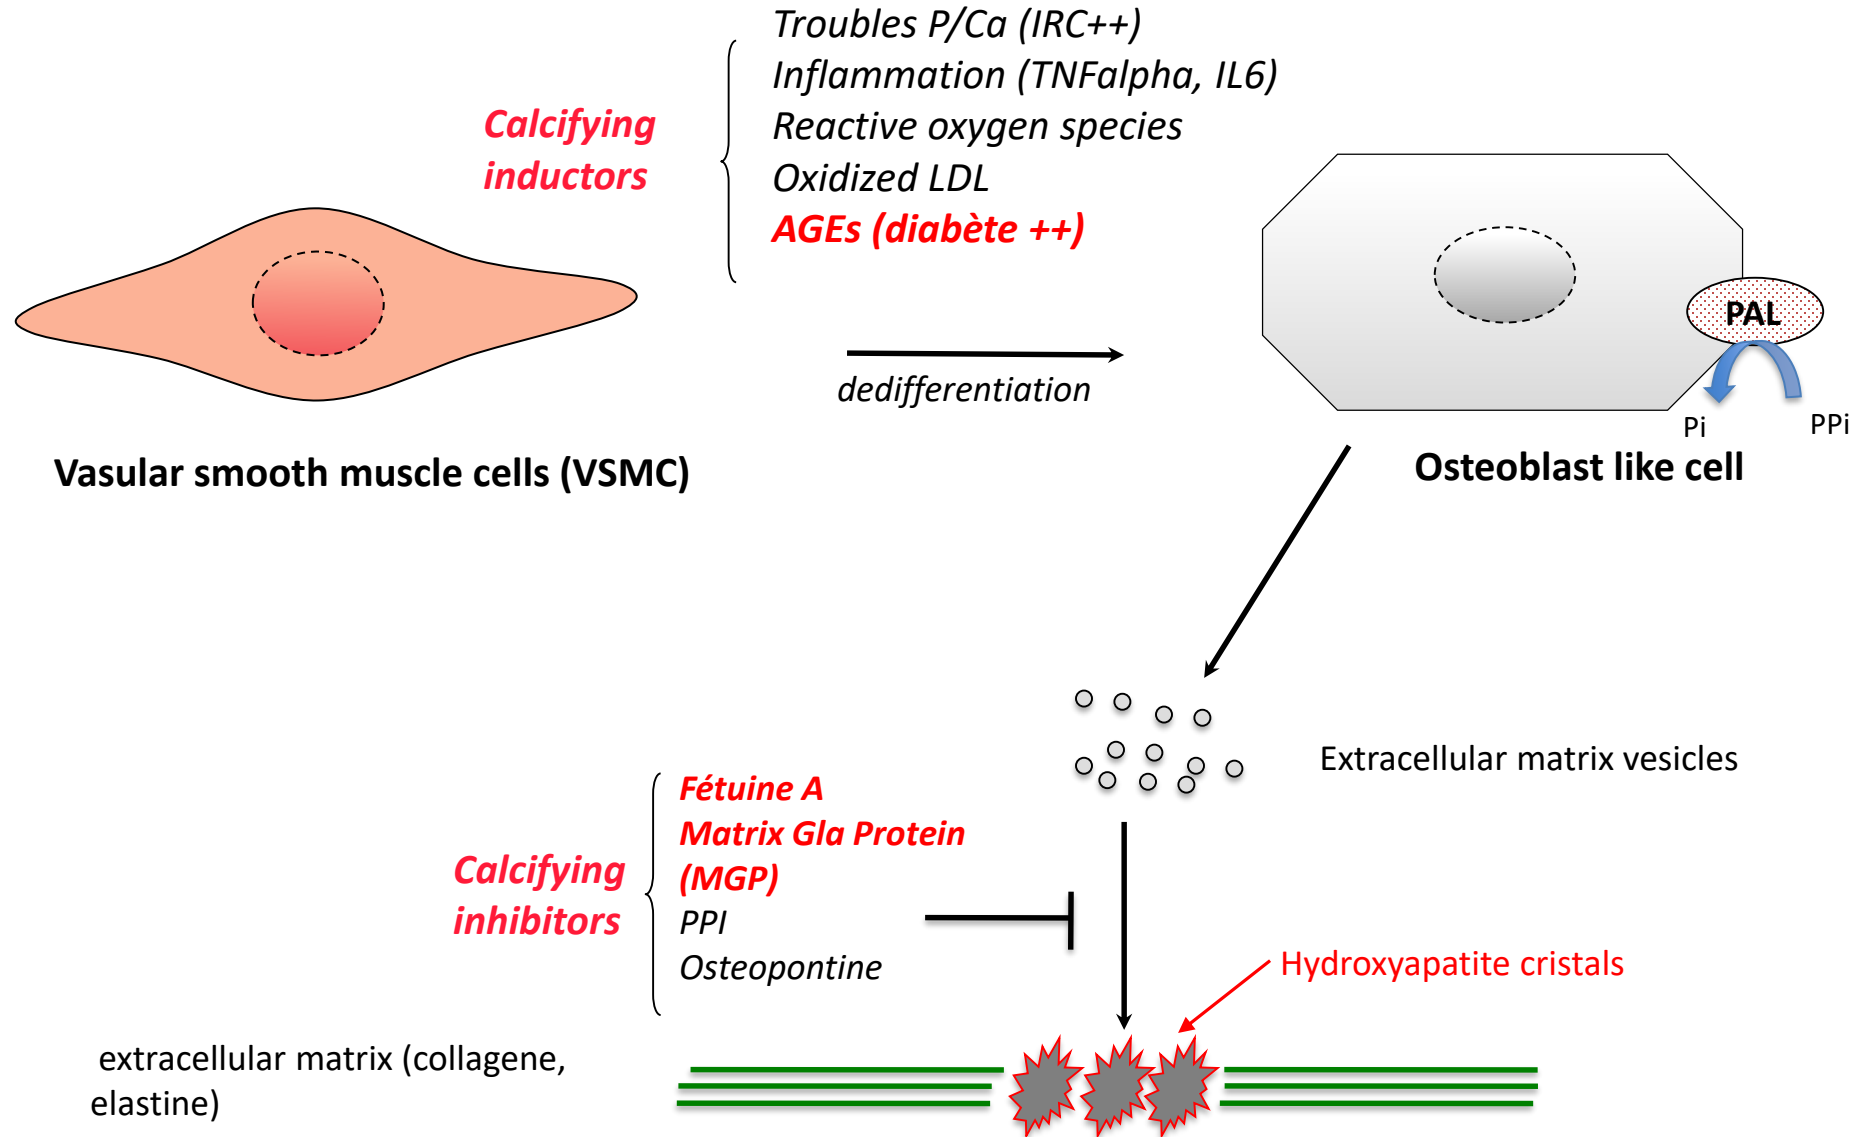 Troubles P/Ca (IRC++)
Inflammation (TNFalpha, IL6)
Reactive oxygen species
Oxidized LDL
AGEs (diabète ++)
Calcifying
inductors
dedifferentiation
PAL
Pi
PPi
Vasular smooth muscle cells (VSMC)
Osteoblast like cell
Extracellular matrix vesicles
Calcifying
inhibitors
Fétuine A
Matrix Gla Protein
(MGP)
PPI
Osteopontine
Hydroxyapatite cristals
extracellular matrix (collagene,
elastine)